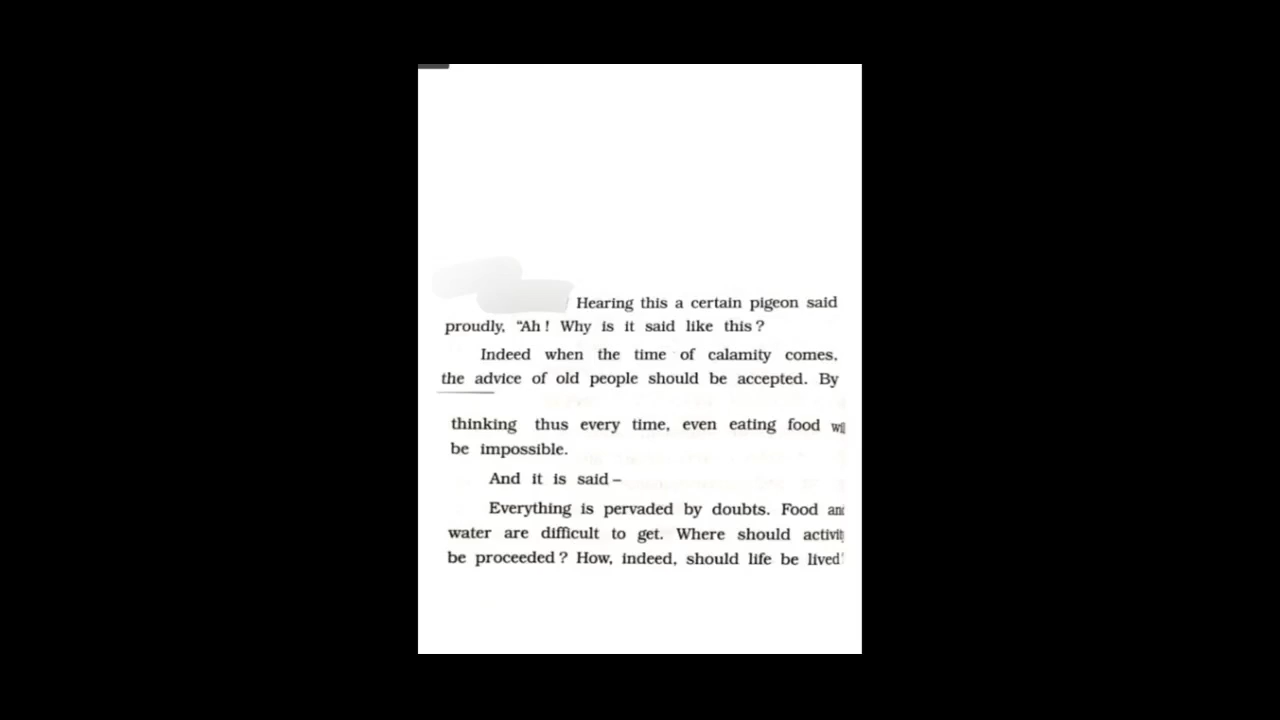 Hearing this a certain pigeon said
proudly, “Ah ! Why is it said like this ?
Indeed when the time of calamity comes,
the advice of old people should be accepted. By
thinking thus every time, even eating food
be impossible.
And it is said –
Everything is pervaded by doubts. Food
water are difficult to get. Where should
be proceeded ? How, indeed, should life be lived